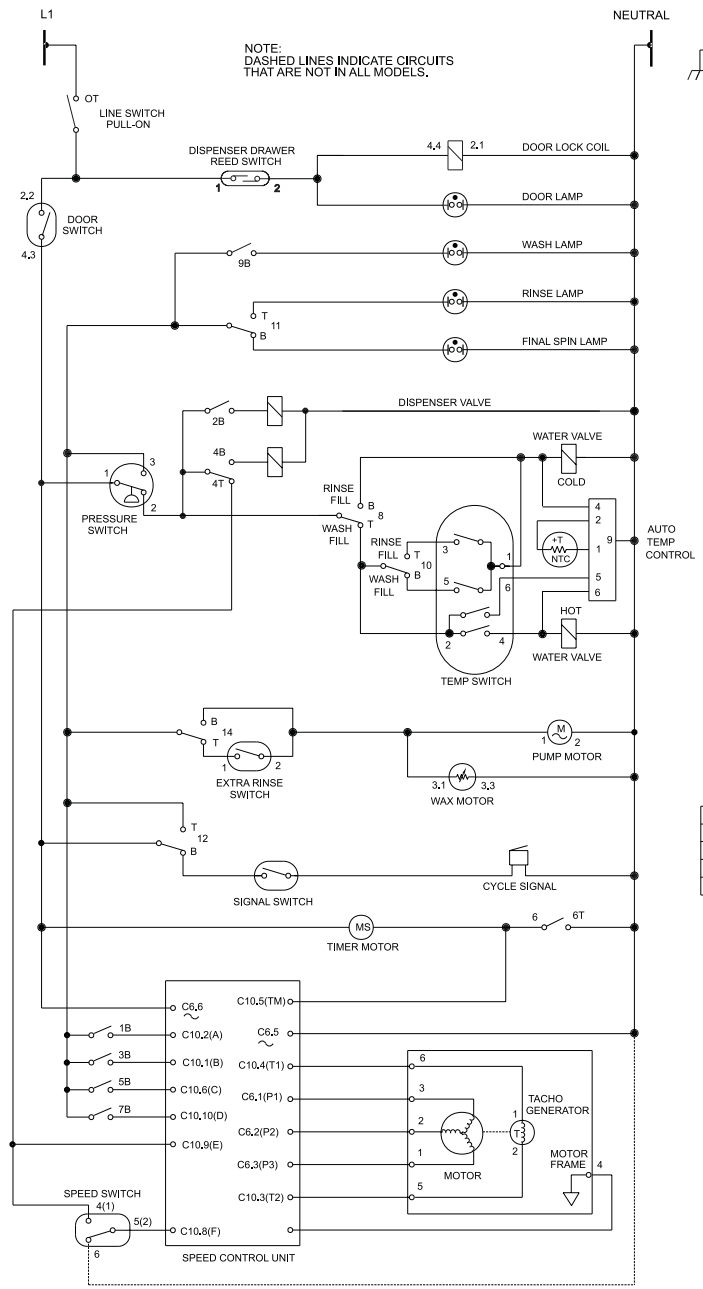 L1
NEUTRAL
NOTE:
DASHED LINES INDICATE CIRCUITS
THAT ARE NOT IN ALL MODELS.
OT
LINE SWITCH
PULL-ON
DISPENSER DRAWER
REED SWITCH
1
2
4.4
2.1
DOOR LOCK COIL
2.2
DOOR
SWITCH
4.3
DOOR LAMP
9B
WASH LAMP
T
11
B
RINSE LAMP
FINAL SPIN LAMP
2B
DISPENSER VALVE
4B
4T
3
1
2
PRESSURE
SWITCH
RINSE
FILL
B
8
T
WASH
FILL
RINSE
FILL
T
10
B
WASH
FILL
3
1
5
6
2
4
TEMP SWITCH
WATER VALVE
COLD
4
2
9
1
5
6
+T
NTC
AUTO
TEMP
CONTROL
HOT
WATER VALVE
B
14
T
1
2
EXTRA RINSE
SWITCH
M
1
2
PUMP MOTOR
3.1
3.3
WAX MOTOR
T
12
B
SIGNAL SWITCH
CYCLE SIGNAL
MS
TIMER MOTOR
6
6T
C6.6
C10.5(TM)
1B
C10.2(A)
C6.5
3B
C10.1(B)
C10.4(T1)
6
5B
C10.6(C)
C6.1(P1)
3
7B
C10.10(D)
C6.2(P2)
2
C10.9(E)
C6.3(P3)
1
C10.3(T2)
5
MOTOR
TACHO
GENERATOR
1
T
2
MOTOR
FRAME
4
SPEED SWITCH
4(1)
5(2)
6
C10.8(F)
SPEED CONTROL UNIT